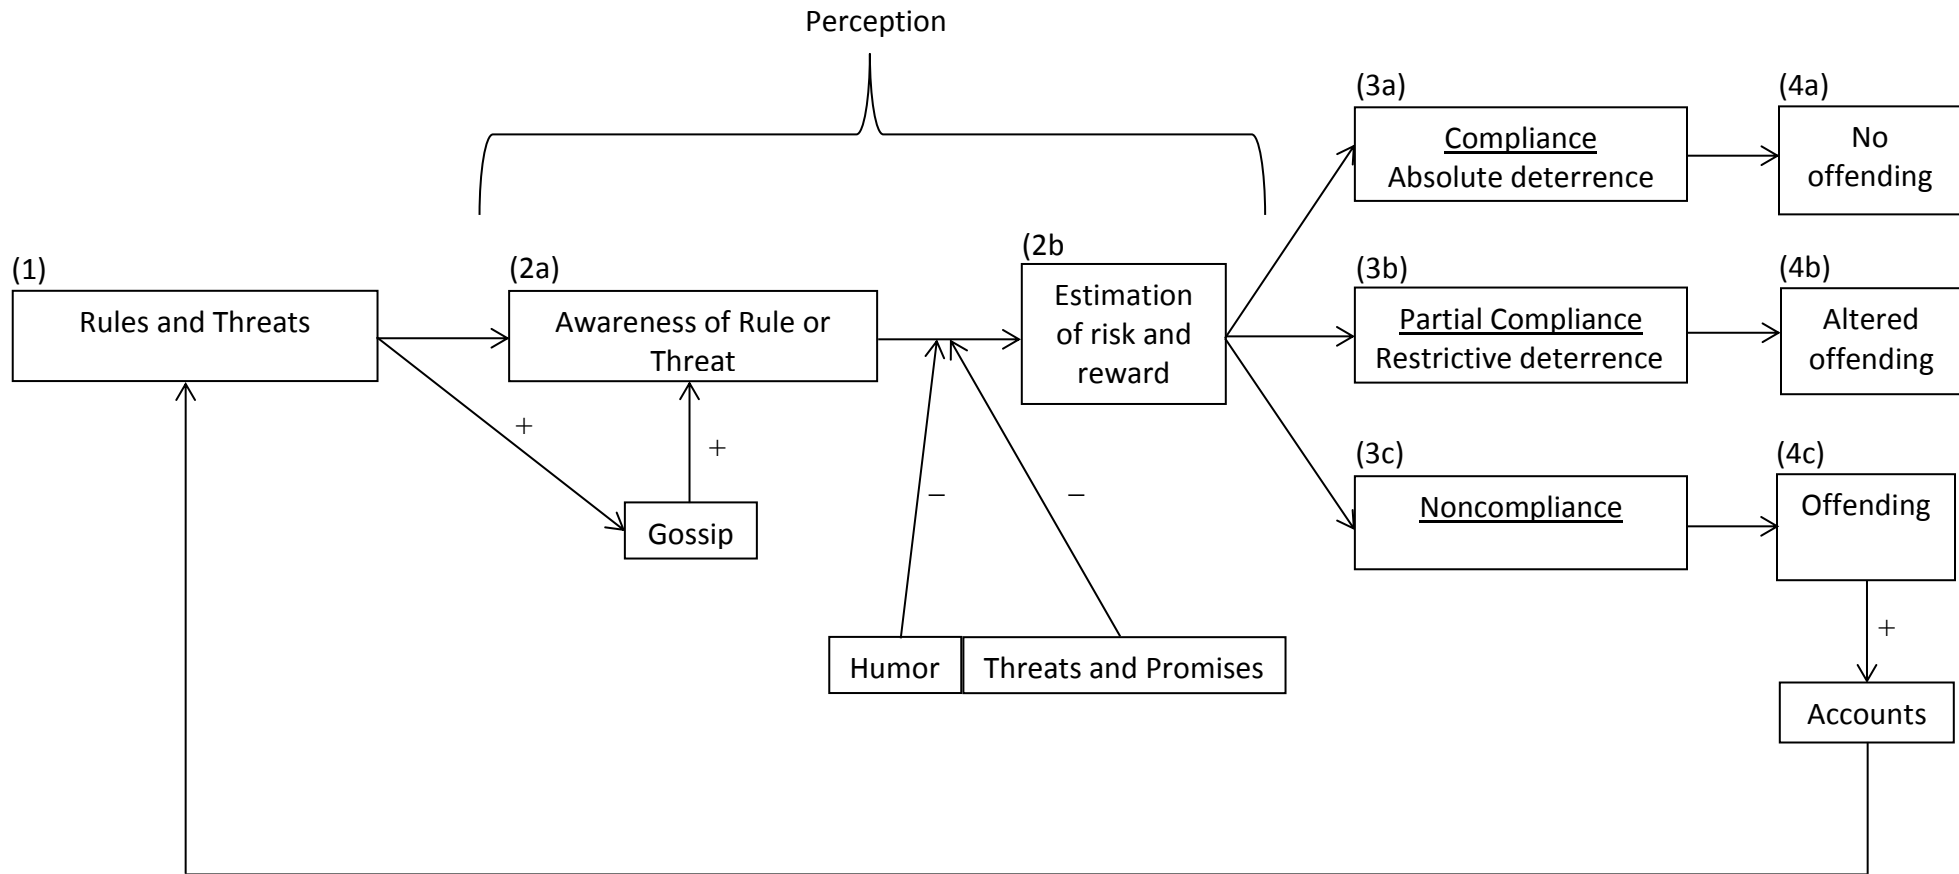 Perception
(3a)
Compliance
Absolute deterrence
(4a)
No
offending
(1)
Rules and Threats
(2a)
Awareness of Rule or
Threat
(2b
Estimation
of risk and
reward
(3b)
Partial Compliance
Restrictive deterrence
(4b)
Altered
offending
+
+
Gossip
–
–
Humor
Threats and Promises
(3c)
Noncompliance
(4c)
Offending
+
Accounts